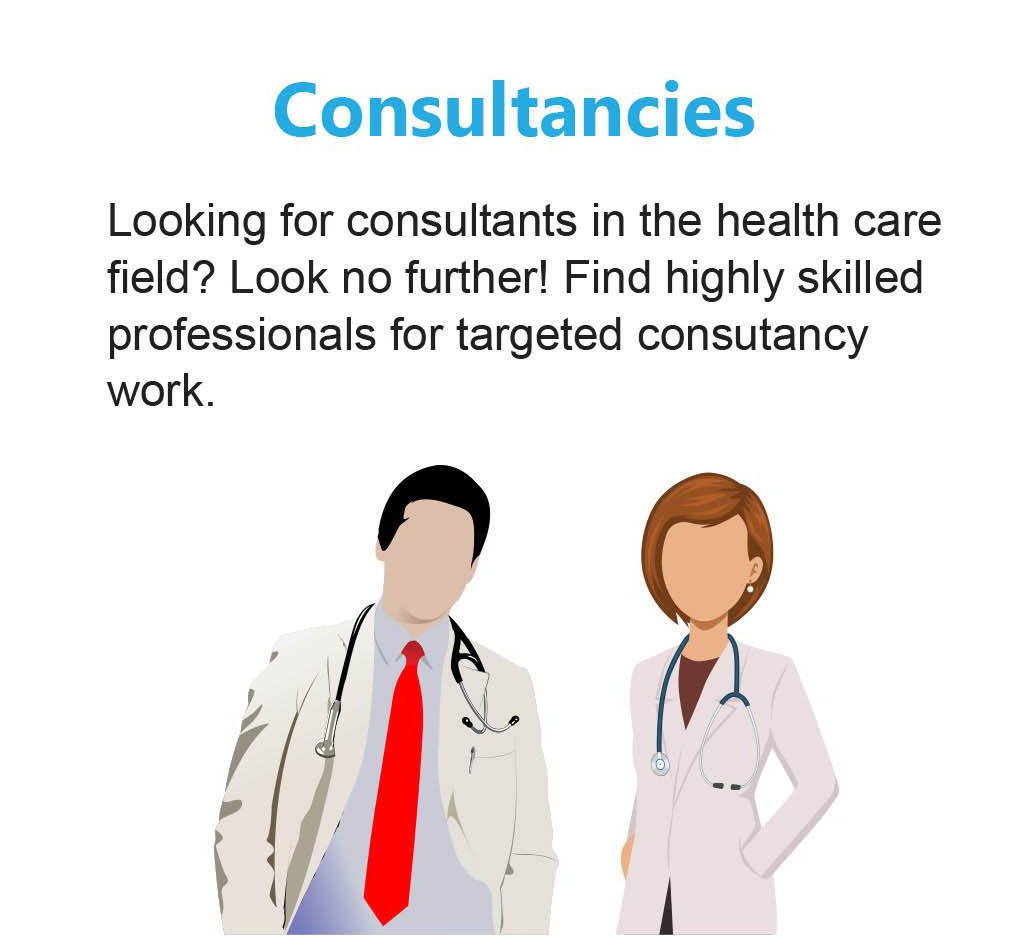 Consultancies
Looking for consultants in the health care
field? Look no further! Find highly skilled
professionals for targeted consutancy
work.